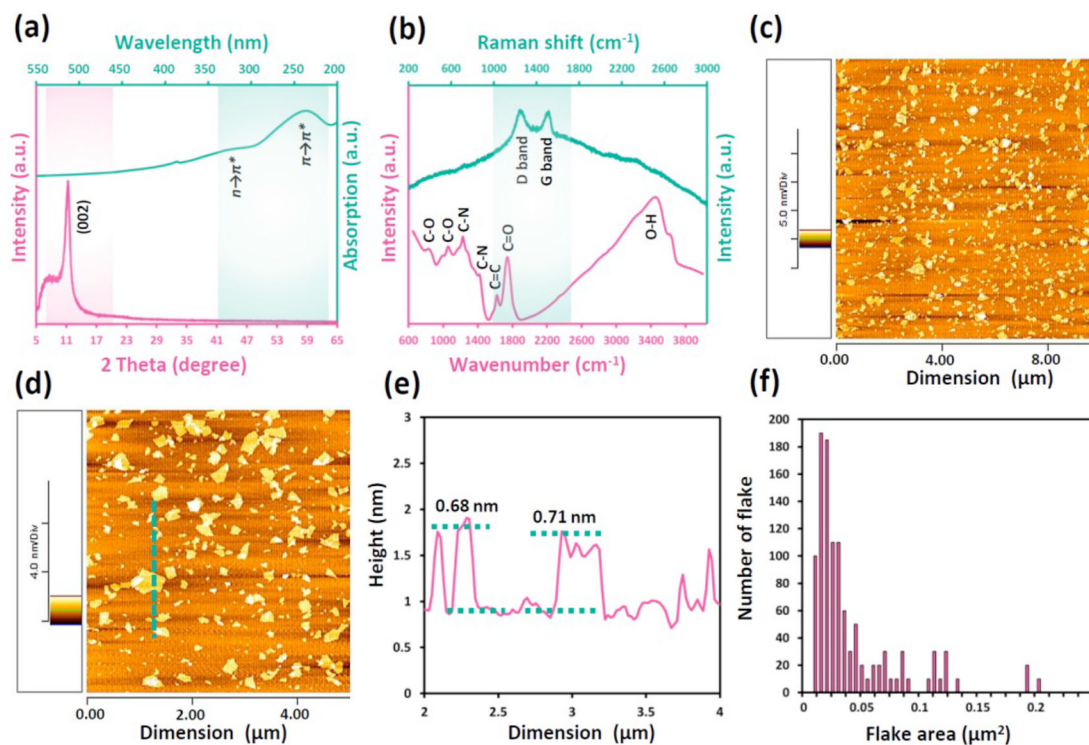 (a)
Wavelength (nm)
550 500 450 400 350 300 250 200
Intensity (a.u.)
(002)
n→π*
π→π*
Absorption (a.u.)
5 11 17 23 29 35 41 47 53 59 65
2 Theta (degree)
(b)
Raman shift (cm-1)
200 600 1000 1400 1800 2200 2600 3000
Intensity (a.u.)
D band
G band
C-O
C-O
C-N
C-N
C=C
C=O
O-H
Intensity (a.u.)
600 1000 1400 1800 2200 2600 3000 3400 3800
Wavenumber (cm-1)
(c)
5.0 nm/Div
0.00 4.00 8.00
Dimension (μm)
(d)
4.0 nm/Div
0.00 2.00 4.00
Dimension (μm)
(e)
3
2.5
2
1.5
1
0.5
0
Height (nm)
0.68 nm
0.71 nm
2 3 4
Dimension (μm)
(f)
200
180
160
140
120
100
80
60
40
20
0
Number of flake
0 0.05 0.1 0.15 0.2
Flake area (μm2)